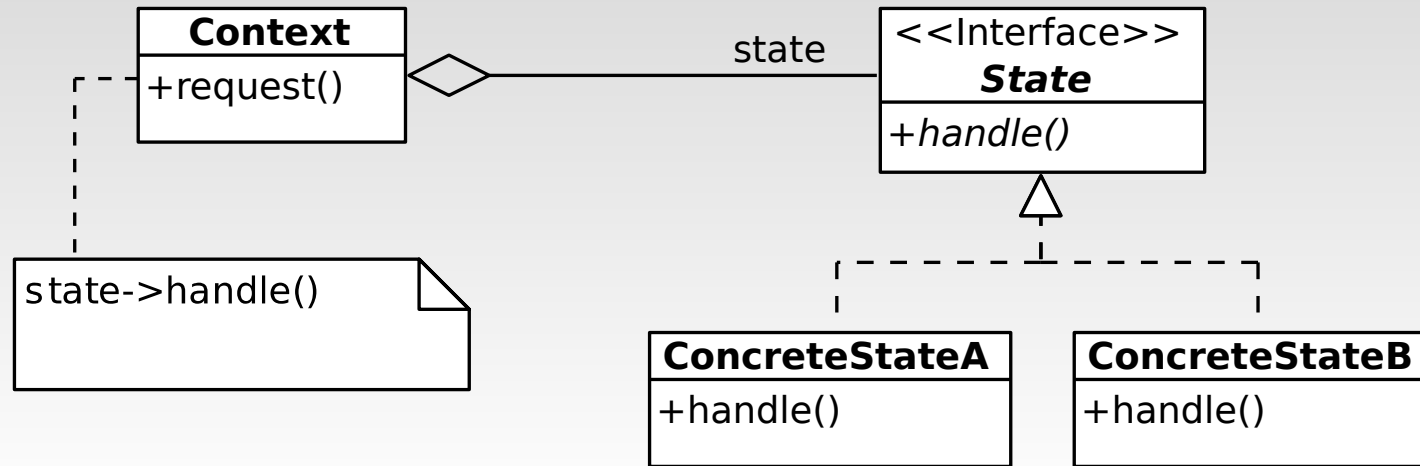 Context
+request()
state
<<Interface>>
State
+handle()
state->handle()
ConcreteStateA
+handle()
ConcreteStateB
+handle()